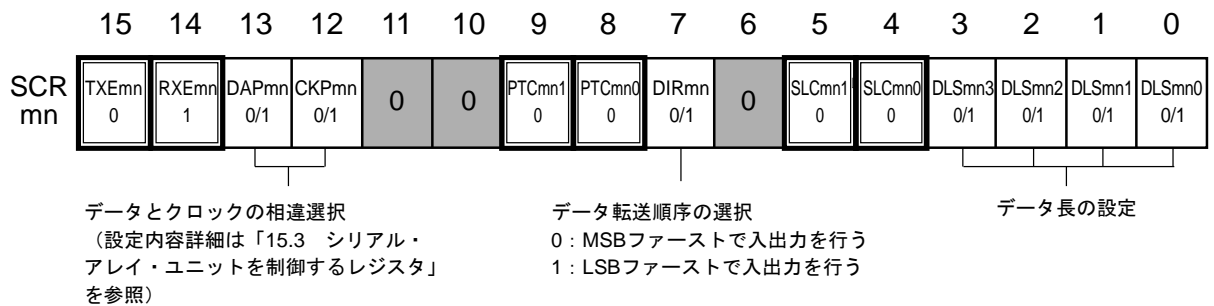 15 14 13 12 11 10 9 8 7 6 5 4 3 2 1 0
SCR
mn
TXEmn RXEmn DAPmn CKPmn 0 0 PTCmn1 PTCmn0 DIRmn 0 SLCmn1 SLCmn0 DLSmn3 DLSmn2 DLSmn1 DLSmn0
0 1 0/1 0/1 0 0 0/1 0 0 0/1 0/1 0/1 0/1
データとクロックの相違選択
（設定内容詳細は「15.3 シリアル・
アレイ・ユニットを制御するレジスタ」
を参照）
データ転送順序の選択
0：MSBファーストで入出力を行う
1：LSBファーストで入出力を行う
データ長の設定